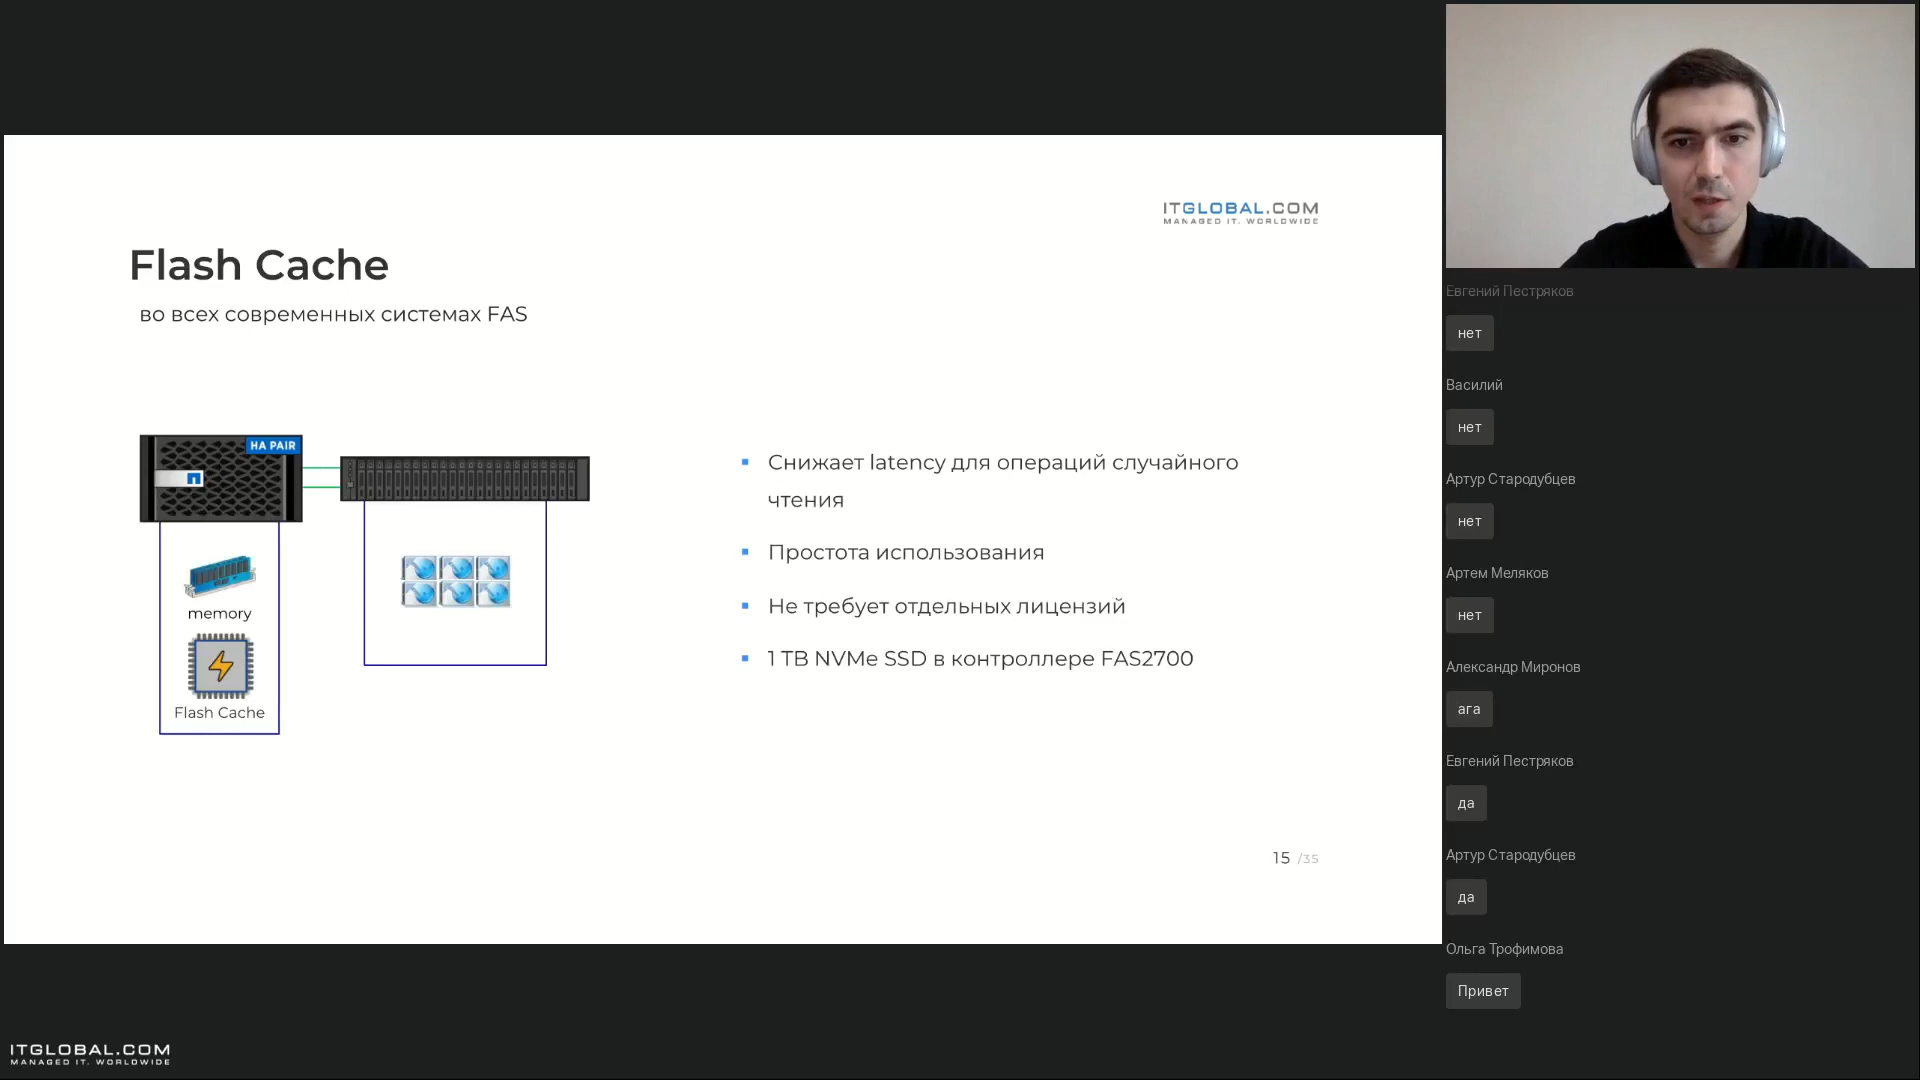 ITGLOBAL.COM
MANAGED IT. WORLDWIDE
Flash Cache
во всех современных системах FAS
HA PAIR
memory
Flash Cache
Снижает latency для операций случайного
чтения
Простота использования
Не требует отдельных лицензий
1 TB NVMe SSD в контроллере FAS2700
15 /35
ITGLOBAL.COM
MANAGED IT. WORLDWIDE
Евгений Пестряков
нет
Василий
нет
Артур Стародубцев
нет
Артем Меляков
нет
Александр Миронов
ага
Евгений Пестряков
да
Артур Стародубцев
да
Ольга Трофимова
Привет